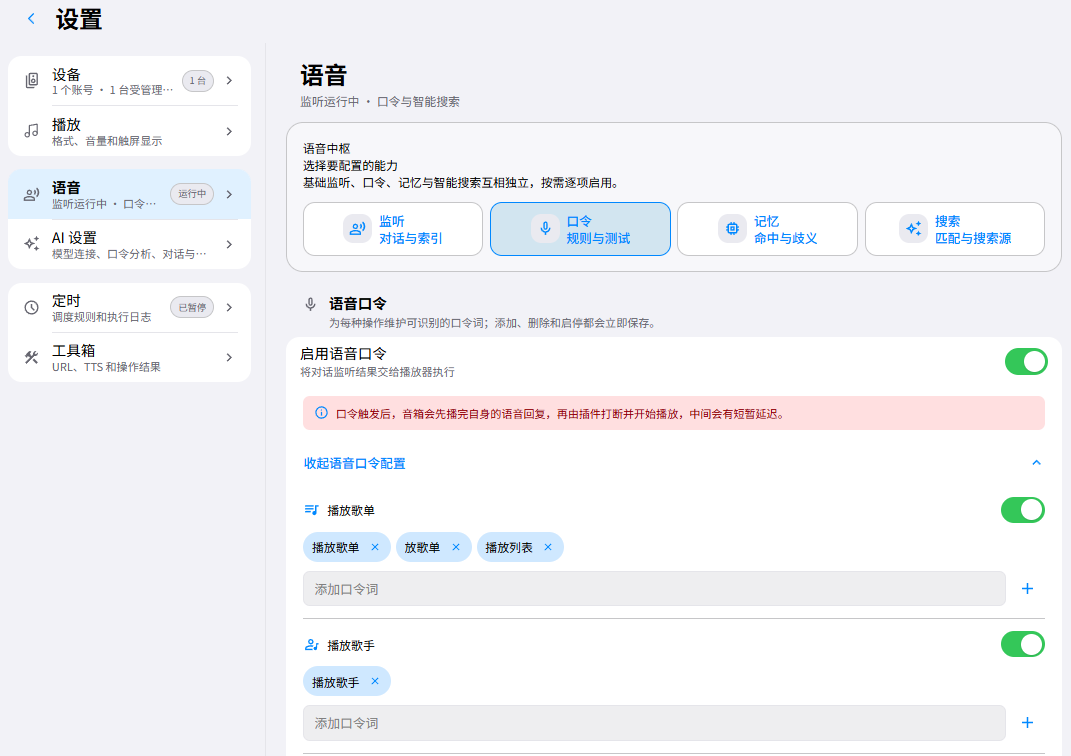 设置
设备
1 个账号 · 1 台受管理…
1 台
播放
格式、音量和触屏显示
语音
监听运行中 · 口令…
运行中
AI 设置
模型连接、口令分析、对话与…
定时
调度规则和执行日志
已暂停
工具箱
URL、TTS 和操作结果
语音
监听运行中 · 口令与智能搜索
语音中枢
选择要配置的能力
基础监听、口令、记忆与智能搜索互相独立，按需逐项启用。
监听
对话与索引
口令
规则与测试
记忆
命中与歧义
搜索
匹配与搜索源
语音口令
为每种操作维护可识别的口令词；添加、删除和启停都会立即保存。
启用语音口令
将对话监听结果交给播放器执行
口令触发后，音箱会先播完自身的语音回复，再由插件打断并开始播放，中间会有短暂延迟。
收起语音口令配置
播放歌单
播放歌单 × 放歌单 × 播放列表 ×
添加口令词
播放歌手
播放歌手 ×
添加口令词